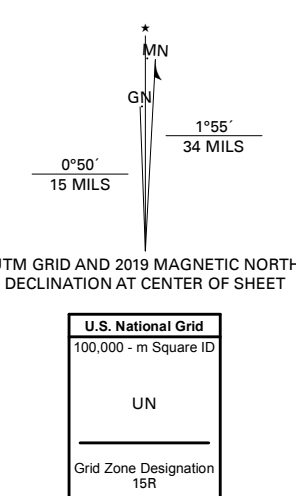 ★
MN
GN
1°55´
34 MILS
0°50´
15 MILS
UTM GRID AND 2019 MAGNETIC NORTH
DECLINATION AT CENTER OF SHEET
U.S. National Grid
100,000 - m Square ID
UN
Grid Zone Designation
15R